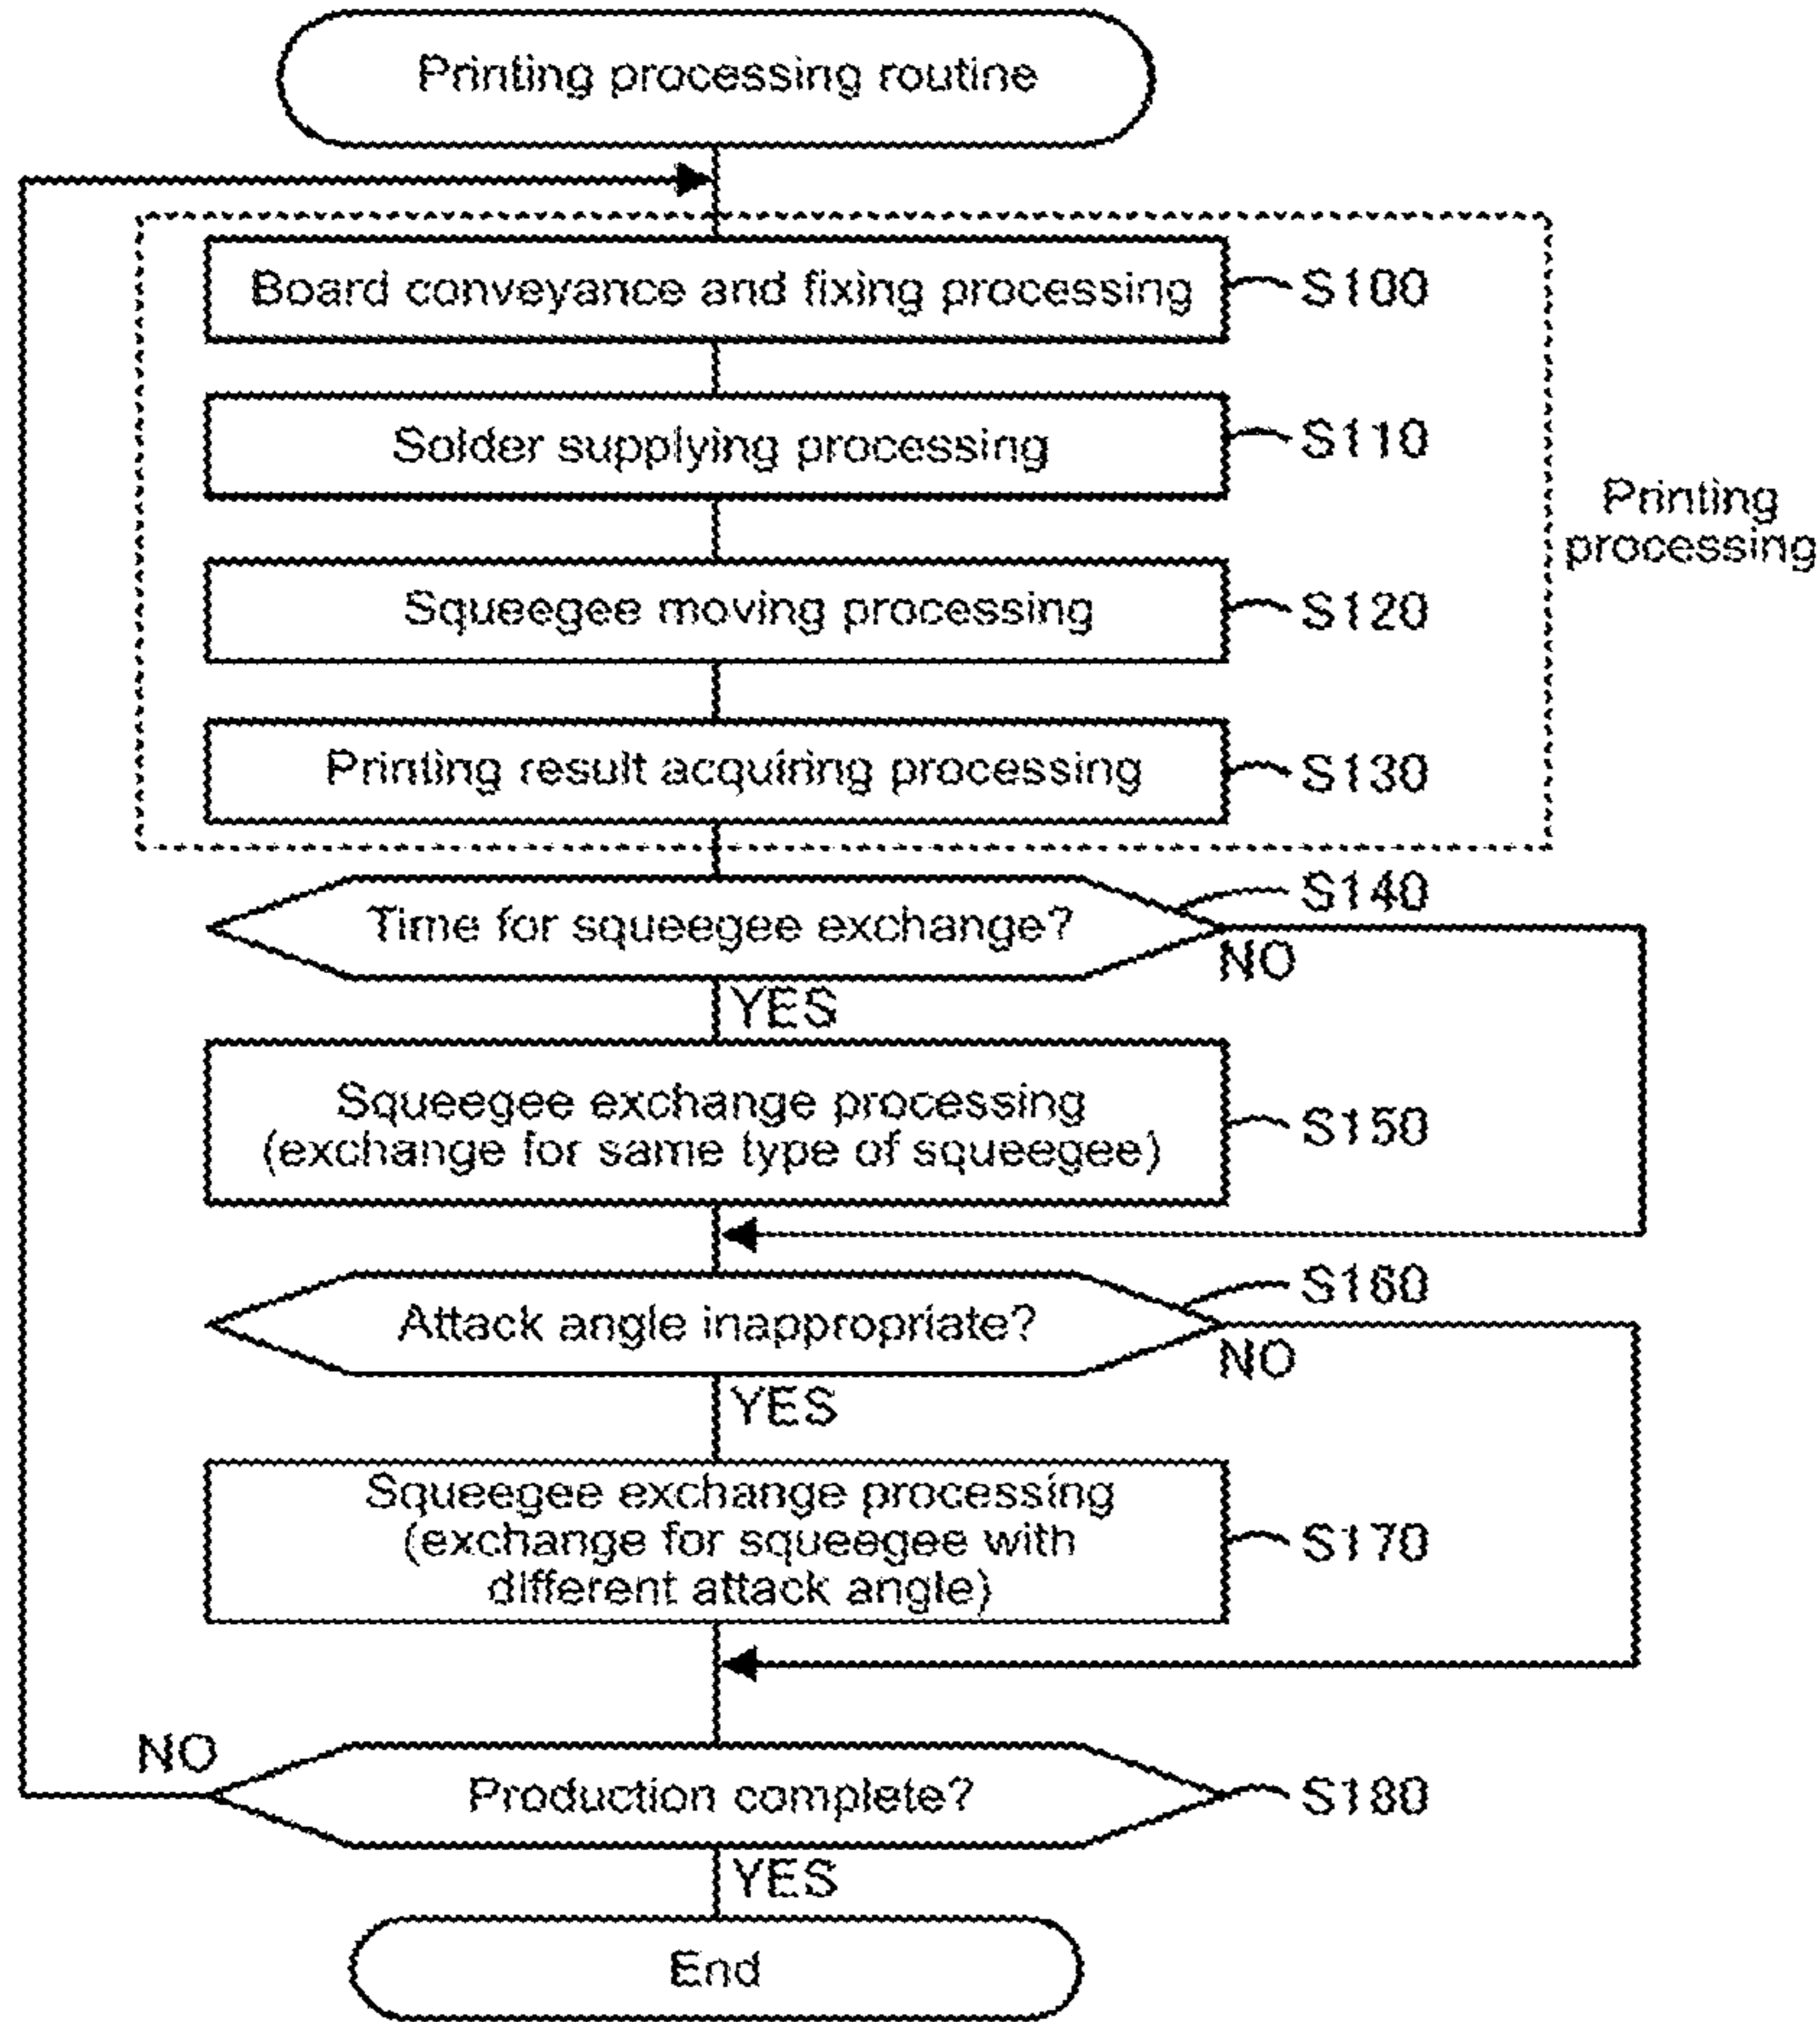 Printing processing routine
Board conveyance and fixing processing
S100
Solder supplying processing
S110
Printing
processing
Squeegee moving processing
S120
Printing result acquiring processing
S130
Time for squeegee exchange?
S140
NO
YES
Squeegee exchange processing
(exchange for same type of squeegee)
S150
Attack angle inappropriate?
S160
NO
YES
Squeegee exchange processing
(exchange for squeegee with
different attack angle)
S170
NO
Production complete?
S180
YES
End